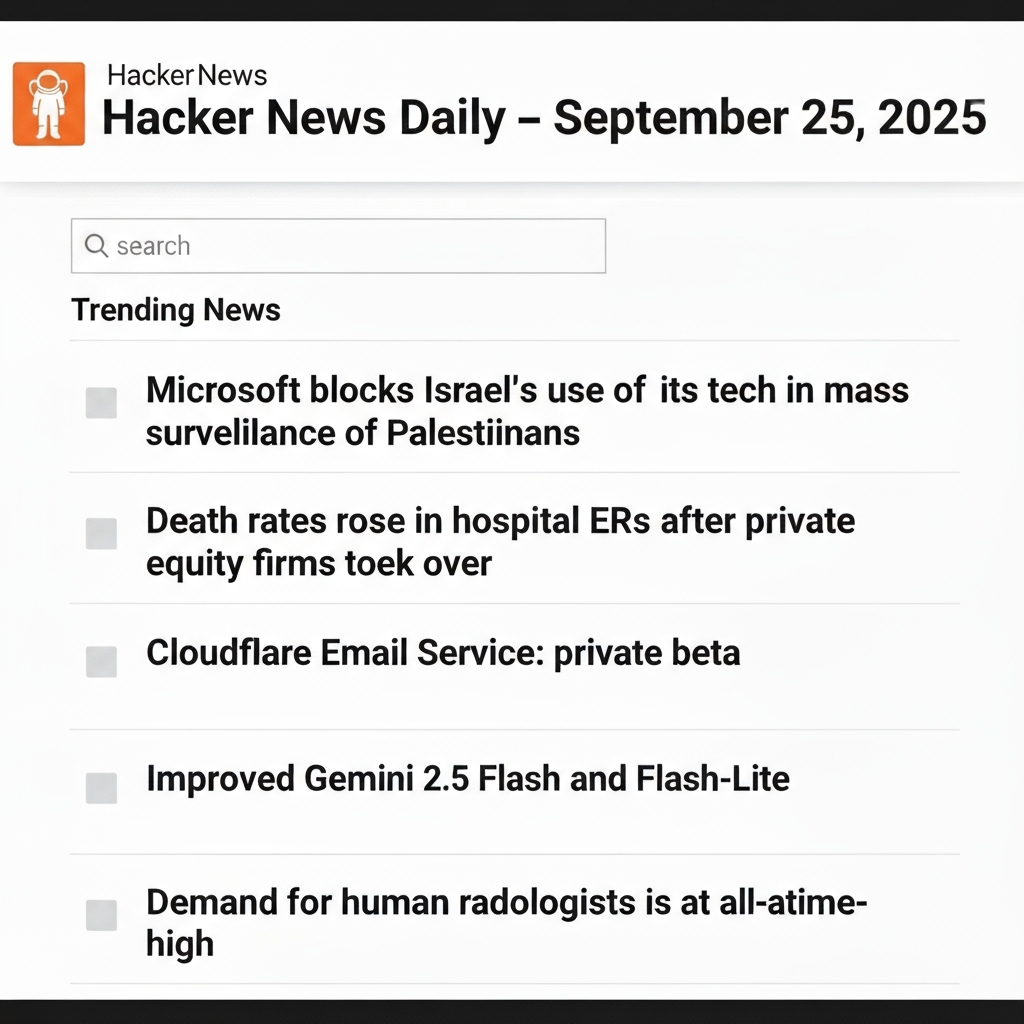 HackerNews
Hacker News Daily – September 25, 2025
search
Trending News
Microsoft blocks Israel's use of its tech in mass
survelilance of Palestiinans
Death rates rose in hospital ERs after private
equity firms toek over
Cloudflare Email Service: private beta
Improved Gemini 2.5 Flash and Flash-Lite
Demand for human radologists is at all-atime-
high